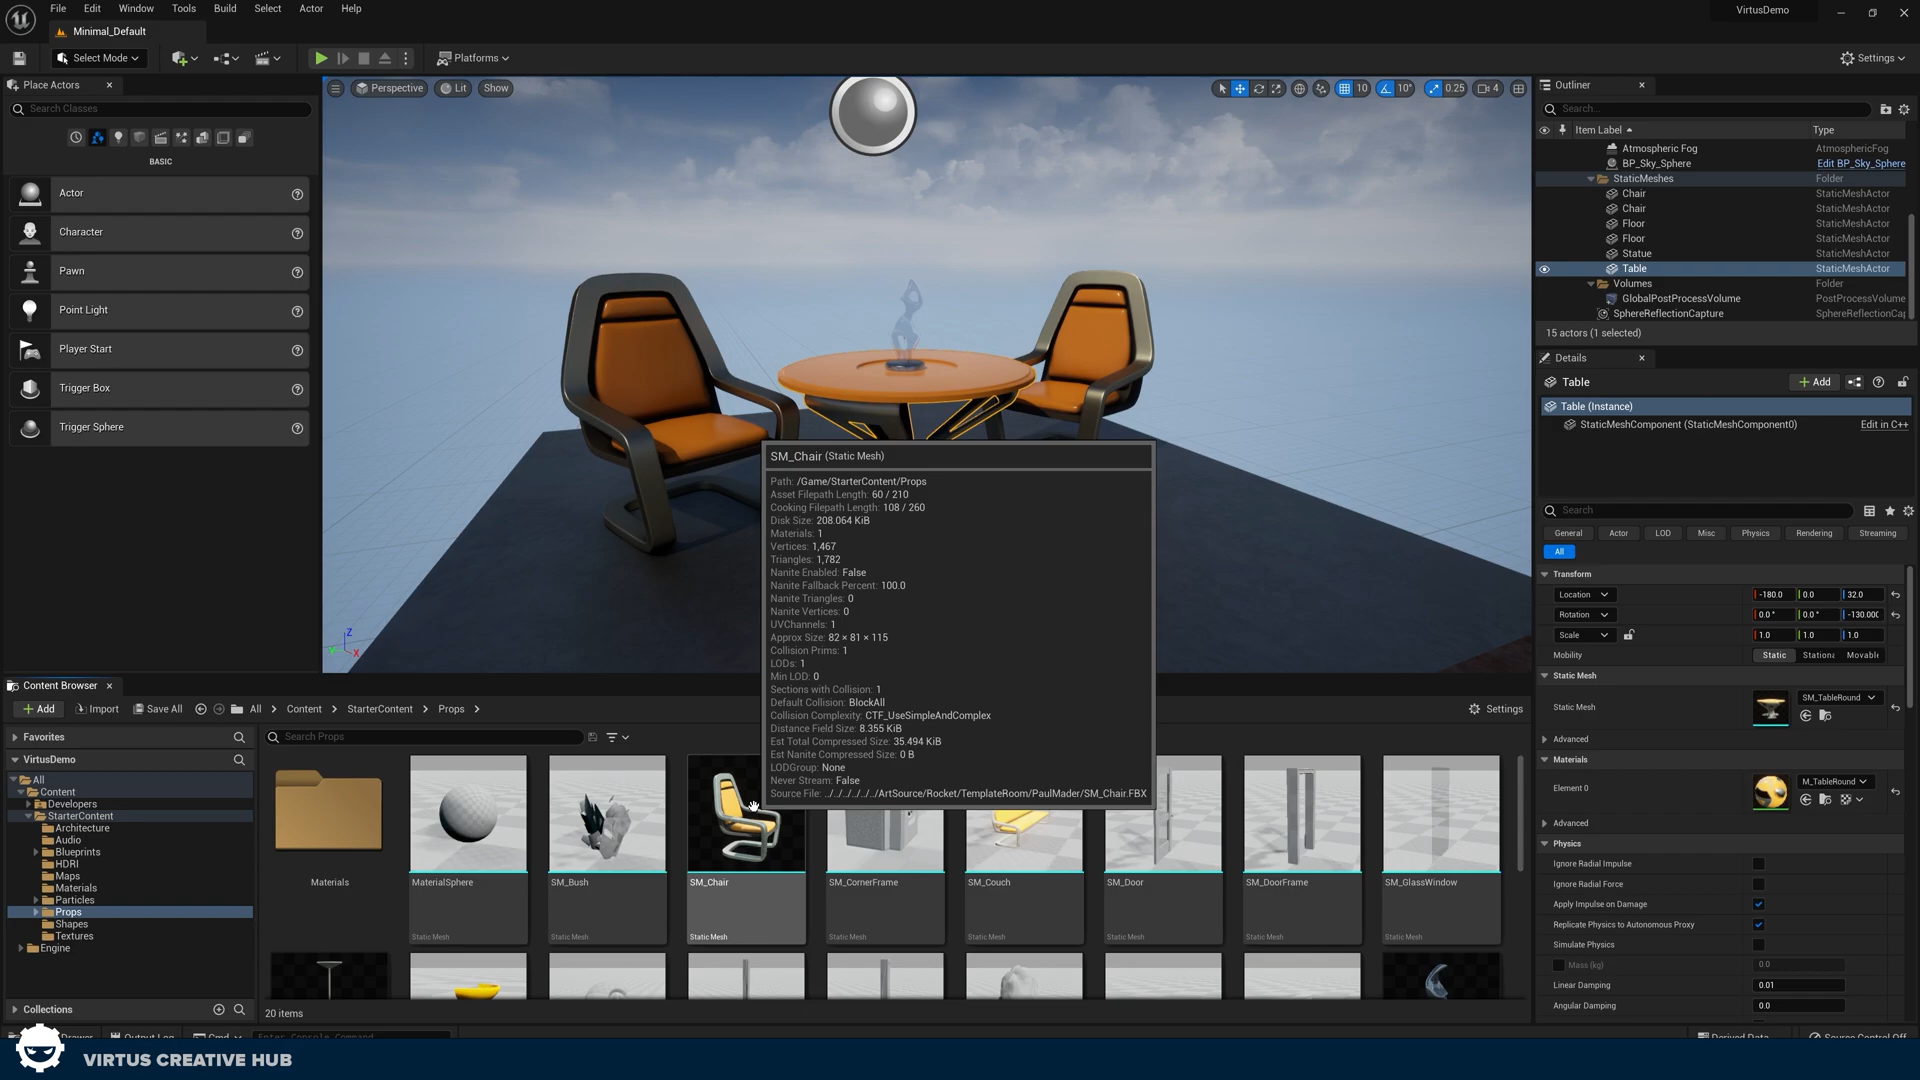 File Edit Window Tools Build Select Actor Help
VirtusDemo
Minimal_Default
Select Mode
Platforms
Settings
Place Actors
Search Classes
BASIC
Actor
Character
Pawn
Point Light
Player Start
Trigger Box
Trigger Sphere
Perspective Lit Show
10 10° 0.25 4
Z
X
Outliner
Search...
Item Label Type
Atmospheric Fog AtmosphericFog
BP_Sky_Sphere Edit BP_Sky_Sphere
StaticMeshes Folder
Chair StaticMeshActor
Chair StaticMeshActor
Floor StaticMeshActor
Floor StaticMeshActor
Statue StaticMeshActor
Table StaticMeshActor
Volumes Folder
GlobalPostProcessVolume PostProcessVolume
SphereReflectionCapture SphereReflectionCap
15 actors (1 selected)
Details
Table
Add
Table (Instance)
StaticMeshComponent (StaticMeshComponent0) Edit in C++
Search
General Actor LOD Misc Physics Rendering Streaming
All
Transform
Location -180.0 0.0 32.0
Rotation 0.0° 0.0° -130.000
Scale 1.0 1.0 1.0
Mobility Static Stationa Movable
Static Mesh
Static Mesh SM_TableRound
Advanced
Materials
Element 0 M_TableRound
Advanced
Physics
Ignore Radial Impulse
Ignore Radial Force
Apply Impulse on Damage
Replicate Physics to Autonomous Proxy
Simulate Physics
Mass (kg) 0.0
Linear Damping 0.01
Angular Damping 0.0
SM_Chair (Static Mesh)
Path: /Game/StarterContent/Props
Asset Filepath Length: 60 / 210
Cooking Filepath Length: 108 / 260
Disk Size: 208.064 KiB
Materials: 1
Vertices: 1,467
Triangles: 1,782
Nanite Enabled: False
Nanite Fallback Percent: 100.0
Nanite Triangles: 0
Nanite Vertices: 0
UVChannels: 1
Approx Size: 82 × 81 × 115
Collision Prims: 1
LODs: 1
Min LOD: 0
Sections with Collision: 1
Default Collision: BlockAll
Collision Complexity: CTF_UseSimpleAndComplex
Distance Field Size: 8.355 KiB
Est Total Compressed Size: 35.494 KiB
Est Nanite Compressed Size: 0 B
LODGroup: None
Never Stream: False
Source File: ../../../../../../ArtSource/Rocket/TemplateRoom/PaulMader/SM_Chair.FBX
Content Browser
Add Import Save All All Content StarterContent Props Settings
Favorites
VirtusDemo
All
Content
Developers
StarterContent
Architecture
Audio
Blueprints
HDRI
Maps
Materials
Particles
Props
Shapes
Textures
Engine
Collections
Search Props
Materials
MaterialSphere
Static Mesh
SM_Bush
Static Mesh
SM_Chair
Static Mesh
SM_CornerFrame
Static Mesh
SM_Couch
Static Mesh
SM_Door
Static Mesh
SM_DoorFrame
Static Mesh
SM_GlassWindow
Static Mesh
20 items
Drawer Output Log Cmd Enter Console Command
Derived Data Source Control Off
VIRTUS CREATIVE HUB